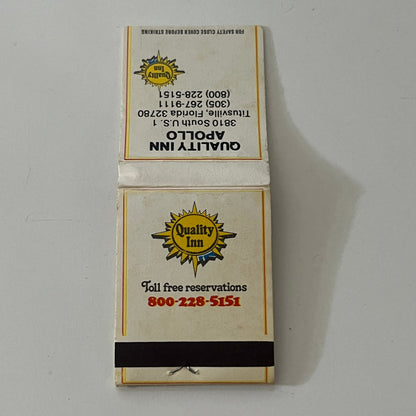 FOR SAFETY CLOSE COVER BEFORE STRIKING
QUALITY INN
APOLLO
3810 South U.S. 1
Titusville, Florida 32780
(305) 267-9111
(800) 228-5151
Quality
Inn
Quality
Inn
Toll free reservations
800-228-5151